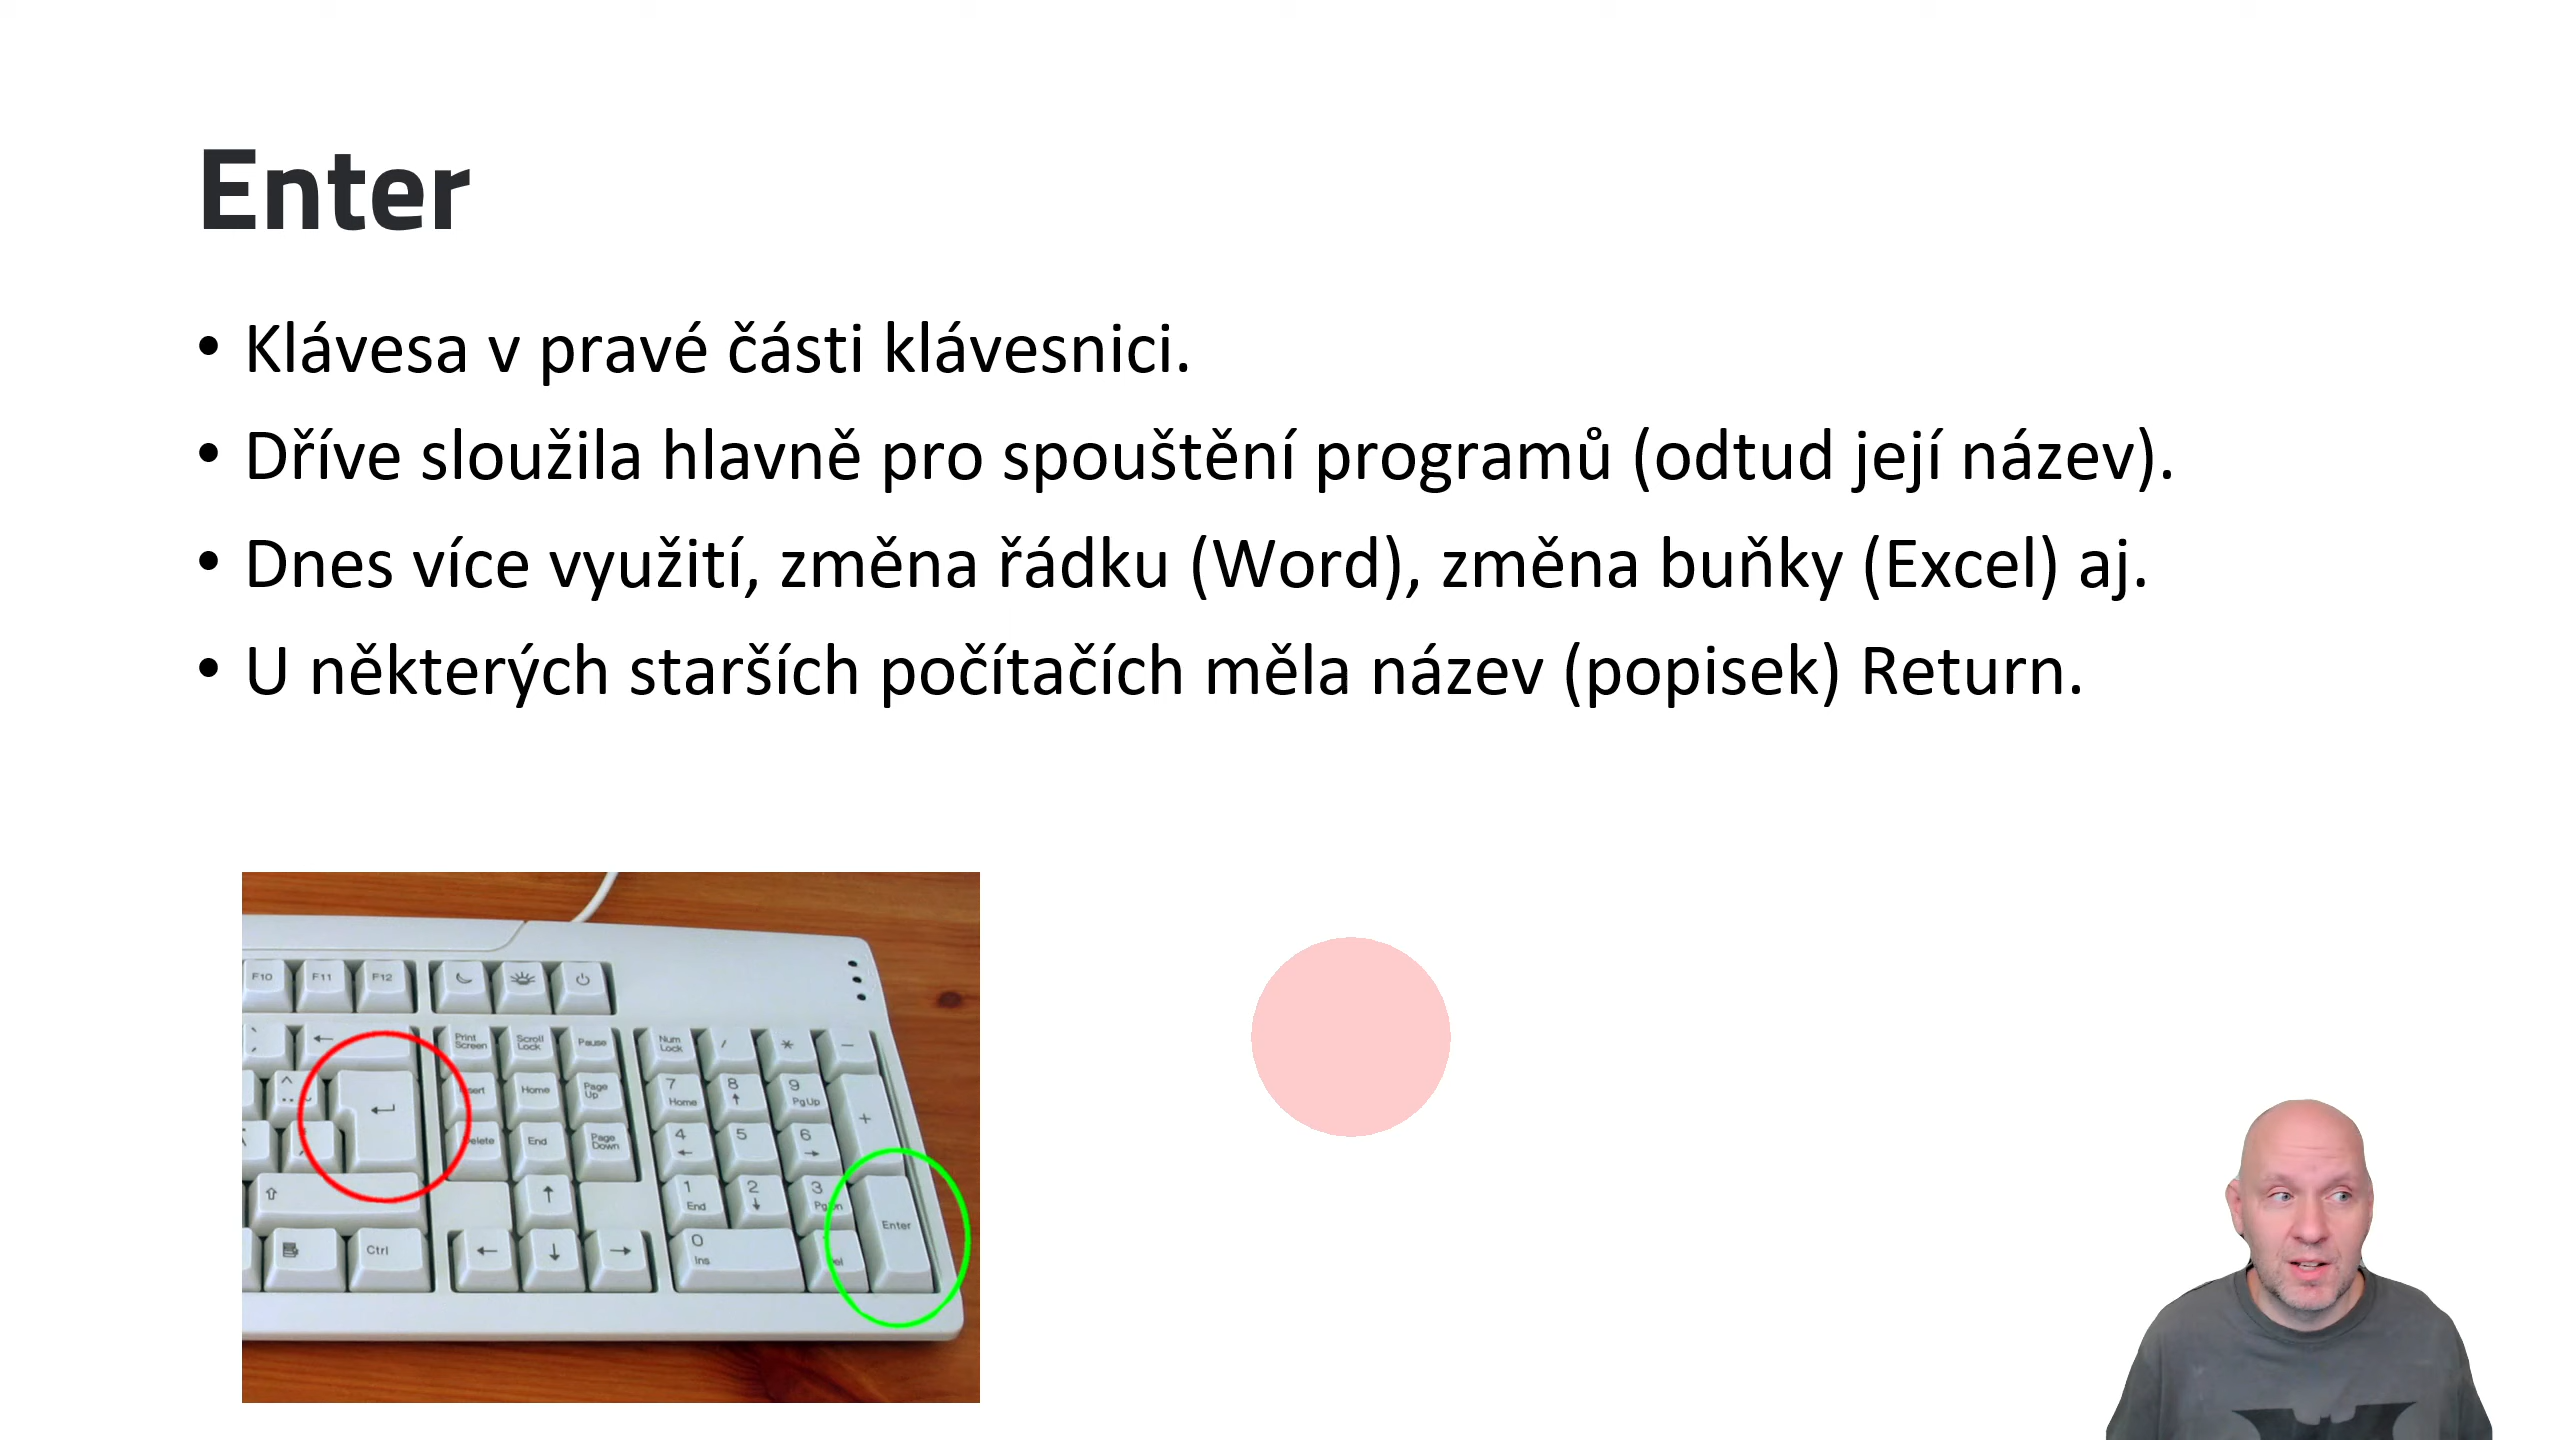 Enter
• Klávesa v pravé části klávesnici.
• Dříve sloužila hlavně pro spouštění programů (odtud její název).
• Dnes více využití, změna řádku (Word), změna buňky (Excel) aj.
• U některých starších počítačích měla název (popisek) Return.
F10 F11 F12
Print Screen Scroll Lock Pause Num Lock / * −
Home Page Up 7 Home 8 ↑ 9 PgUp +
End Page Down 4 ← 5 6 →
⇧ ↑ 1 End 2 ↓ 3 Enter
Ctrl ← ↓ → 0 Ins